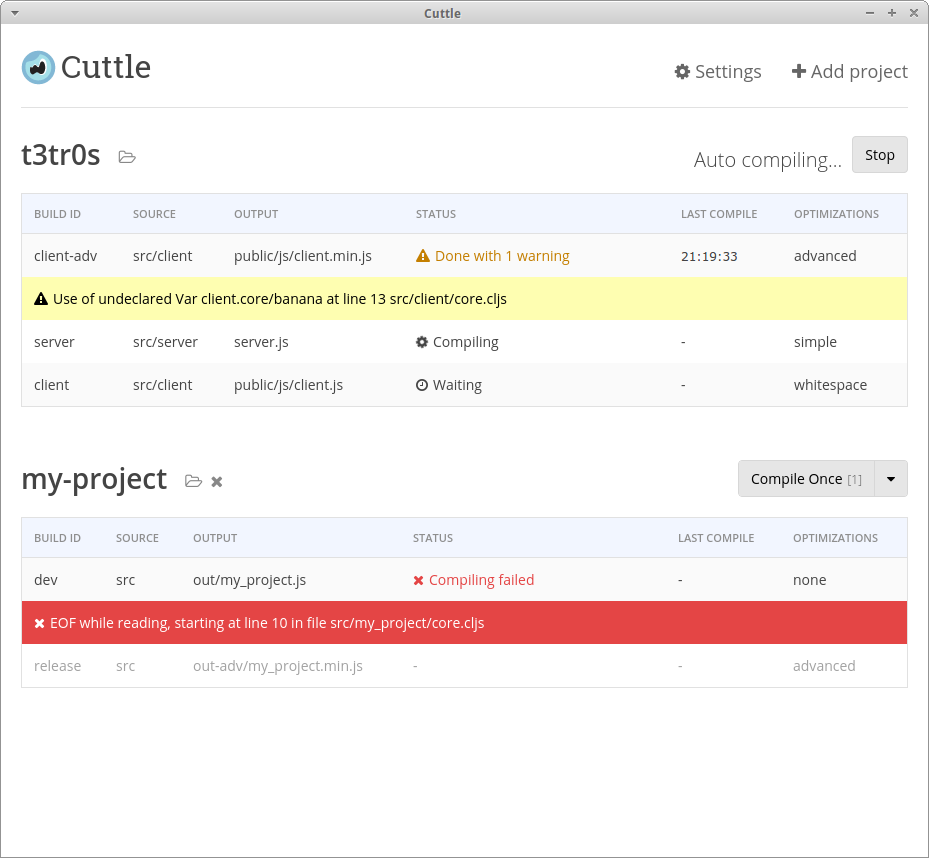 Cuttle
Cuttle
Settings
Add project
t3tr0s
Auto compiling...
Stop
BUILD ID SOURCE OUTPUT STATUS LAST COMPILE OPTIMIZATIONS
client-adv src/client public/js/client.min.js Done with 1 warning 21:19:33 advanced
Use of undeclared Var client.core/banana at line 13 src/client/core.cljs
server src/server server.js Compiling - simple
client src/client public/js/client.js Waiting - whitespace
my-project
Compile Once [1]
BUILD ID SOURCE OUTPUT STATUS LAST COMPILE OPTIMIZATIONS
dev src out/my_project.js Compiling failed - none
EOF while reading, starting at line 10 in file src/my_project/core.cljs
release src out-adv/my_project.min.js - - advanced